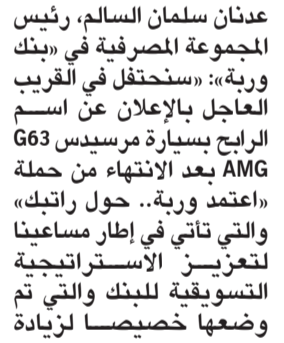 عدنان سلمان السالم، رئيس
المجموعة المصرفية في «بنك
وربة»: «سنحتفل في القريب
العاجل بالإعلان عن اسم
الرابح بسيارة مرسيدس G63
AMG بعد الانتهاء من حملة
«اعتمد وربة.. حول راتبك»
والتي تأتي في إطار مساعينا
لتعزيز الاستراتيجية
التسويقية للبنك والتي تم
وضعها خصيصا لزيادة